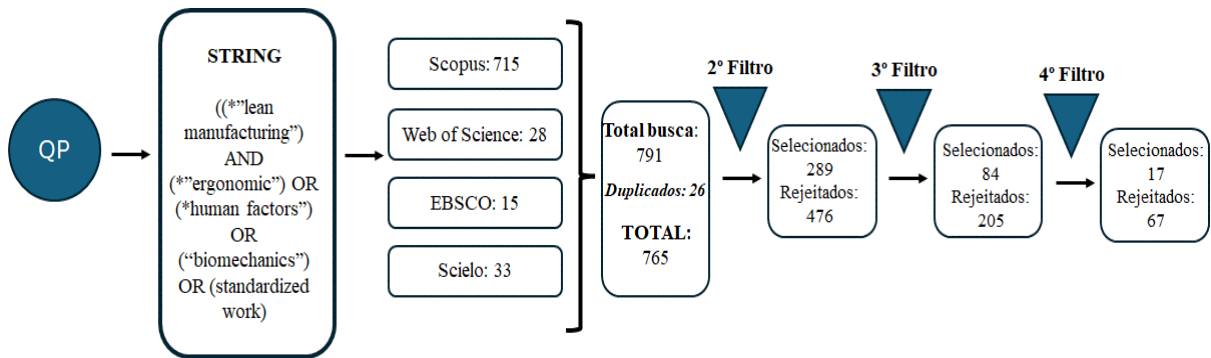 QP
STRING
((*”lean
manufacturing”)
AND
(*”ergonomic”) OR
(*human factors”)
OR
(“biomechanics”)
OR (standardized
work)
Scopus: 715
Web of Science: 28
EBSCO: 15
Scielo: 33
Total busca:
791
Duplicados: 26
TOTAL:
765
2º Filtro
Selecionados:
289
Rejeitados:
476
3º Filtro
Selecionados:
84
Rejeitados:
205
4º Filtro
Selecionados:
17
Rejeitados:
67